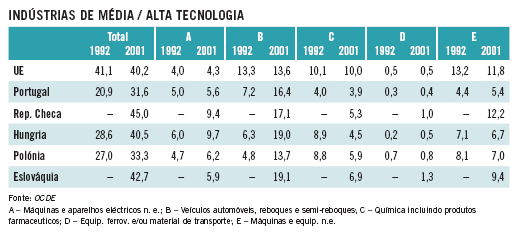 INDÚSTRIAS DE MÉDIA / ALTA TECNOLOGIA
Total A B C D E
1992 2001 1992 2001 1992 2001 1992 2001 1992 2001 1992 2001
UE 41,1 40,2 4,0 4,3 13,3 13,6 10,1 10,0 0,5 0,5 13,2 11,8
Portugal 20,9 31,6 5,0 5,6 7,2 16,4 4,0 3,9 0,3 0,4 4,4 5,4
Rep. Checa – 45,0 – 9,4 – 17,1 – 5,3 – 1,0 – 12,2
Hungria 28,6 40,5 6,0 9,7 6,3 19,0 8,9 4,5 0,2 0,5 7,1 6,7
Polónia 27,0 33,3 4,7 6,2 4,8 13,7 8,8 5,9 0,7 0,8 8,1 7,0
Eslováquia – 42,7 – 5,9 – 19,1 – 6,9 – 1,3 – 9,4
Fonte: OCDE
A – Máquinas e aparelhos eléctricos n. e.; B – Veículos automóveis, reboques e semi-reboques; C – Química incluindo produtos
farmaceuticos; D – Equip. ferrov. e/ou material de transporte; E – Máquinas e equip. n.e.